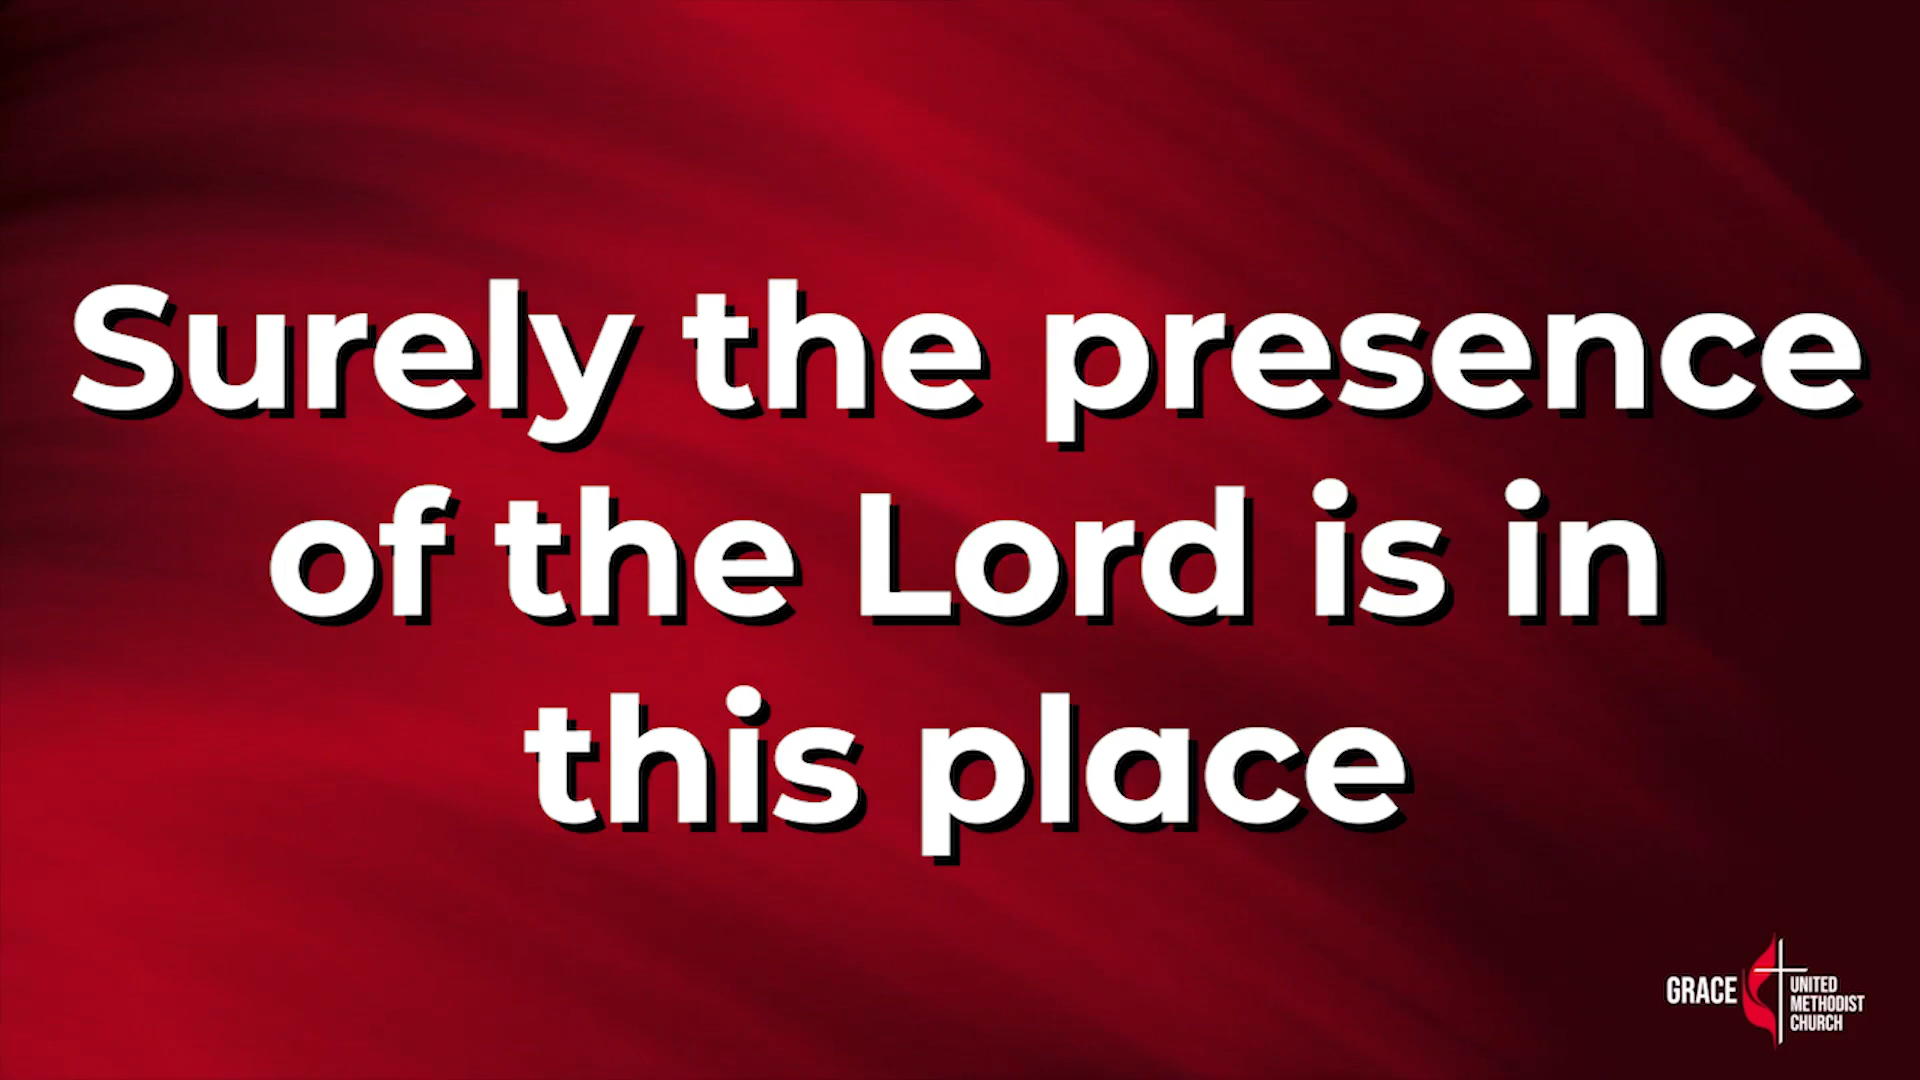 Surely the presence
of the Lord is in
this place
GRACE
UNITED
METHODIST
CHURCH